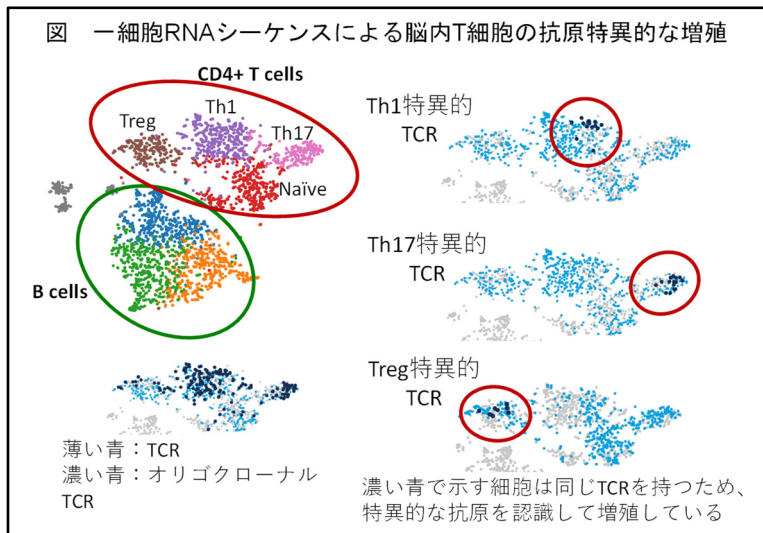 図　一細胞RNAシーケンスによる脳内T細胞の抗原特異的な増殖
CD4+ T cells
Treg
Th1
Th17
Naïve
B cells
薄い青：TCR
濃い青：オリゴクローナル
TCR
Th1特異的
TCR
Th17特異的
TCR
Treg特異的
TCR
濃い青で示す細胞は同じTCRを持つため、
特異的な抗原を認識して増殖している